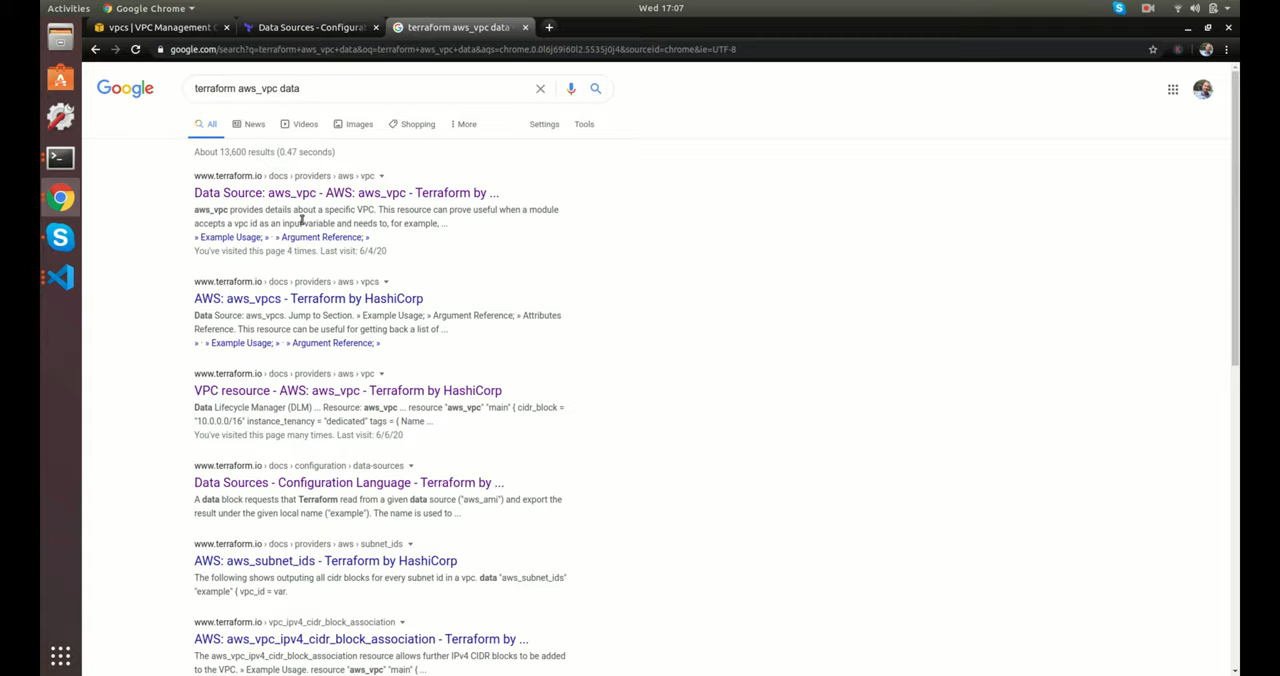 Activities
Google Chrome
Wed 17:07
vpcs | VPC Management C
Data Sources - Configura
terraform aws_vpc data
google.com/search?q=terraform+aws_vpc+data&oq=terraform+aws_vpc+data&aqs=chrome.0.0l6j69i60l2.5535j0j4&sourceid=chrome&ie=UTF-8
Google
terraform aws_vpc data
All
News
Videos
Images
Shopping
More
Settings
Tools
About 13,600 results (0.47 seconds)
www.terraform.io › docs › providers › aws › vpc
Data Source: aws_vpc - AWS: aws_vpc - Terraform by ...
aws_vpc provides details about a specific VPC. This resource can prove useful when a module
accepts a vpc id as an input variable and needs to, for example, ...
» Example Usage; » · » Argument Reference; »
You've visited this page 4 times. Last visit: 6/4/20
www.terraform.io › docs › providers › aws › vpcs
AWS: aws_vpcs - Terraform by HashiCorp
Data Source: aws_vpcs. Jump to Section. » Example Usage; » Argument Reference; » Attributes
Reference. This resource can be useful for getting back a list of ...
» · » Example Usage; » · » Argument Reference; »
www.terraform.io › docs › providers › aws › vpc
VPC resource - AWS: aws_vpc - Terraform by HashiCorp
Data Lifecycle Manager (DLM) ... Resource: aws_vpc ... resource "aws_vpc" "main" { cidr_block =
"10.0.0.0/16" instance_tenancy = "dedicated" tags = { Name ...
You've visited this page many times. Last visit: 6/6/20
www.terraform.io › docs › configuration › data-sources
Data Sources - Configuration Language - Terraform by ...
A data block requests that Terraform read from a given data source ("aws_ami") and export the
result under the given local name ("example"). The name is used to ...
www.terraform.io › docs › providers › aws › subnet_ids
AWS: aws_subnet_ids - Terraform by HashiCorp
The following shows outputing all cidr blocks for every subnet id in a vpc. data "aws_subnet_ids"
"example" { vpc_id = var.
www.terraform.io › vpc_ipv4_cidr_block_association
AWS: aws_vpc_ipv4_cidr_block_association - Terraform by ...
The aws_vpc_ipv4_cidr_block_association resource allows further IPv4 CIDR blocks to be added
to the VPC. » Example Usage. resource "aws_vpc" "main" { ...